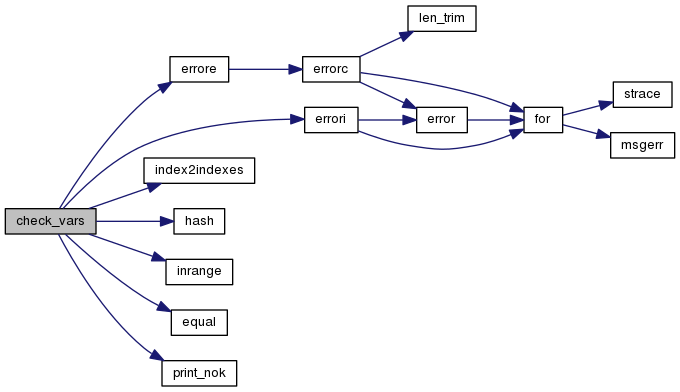 len_trim
errore
errorc
strace
errori
error
for
msgerr
index2indexes
check_vars
hash
inrange
equal
print_nok